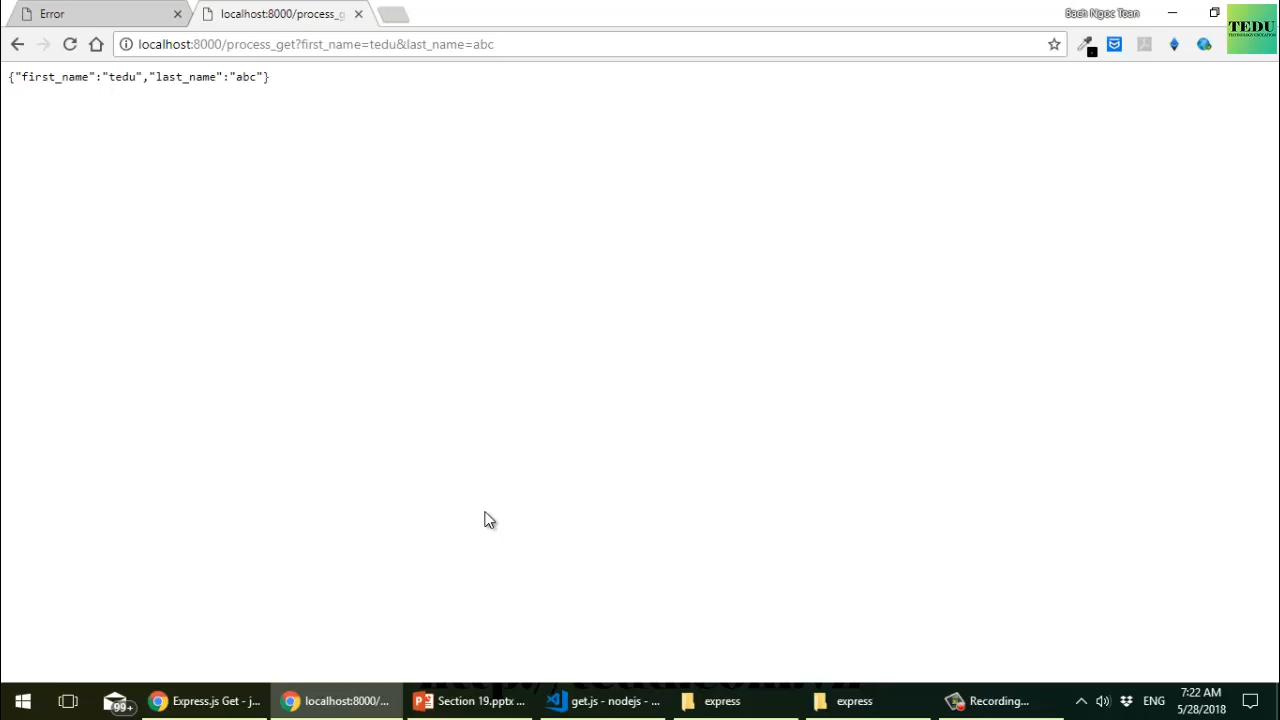 Error
localhost:8000/process_g
Bach Ngoc Toan
TEDU
localhost:8000/process_get?first_name=tedu&last_name=abc
{"first_name":"tedu","last_name":"abc"}
99+
Express.js Get - j...
localhost:8000/...
Section 19.pptx ...
get.js - nodejs - ...
express
express
Recording...
ENG
7:22 AM
5/28/2018